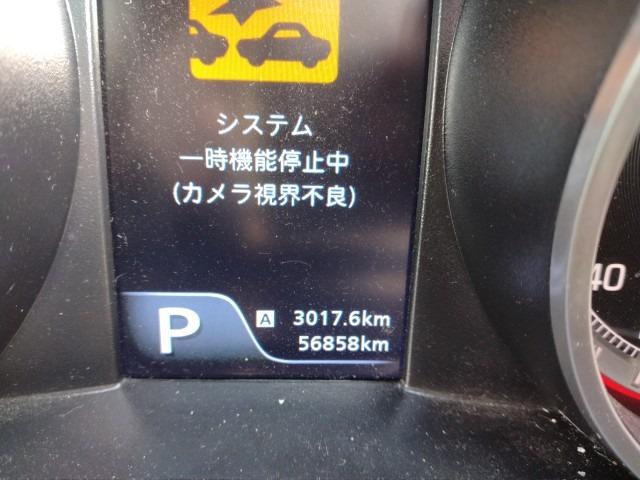 システム
一時機能停止中
(カメラ視界不良)
P
A 3017.6km
56858km
40